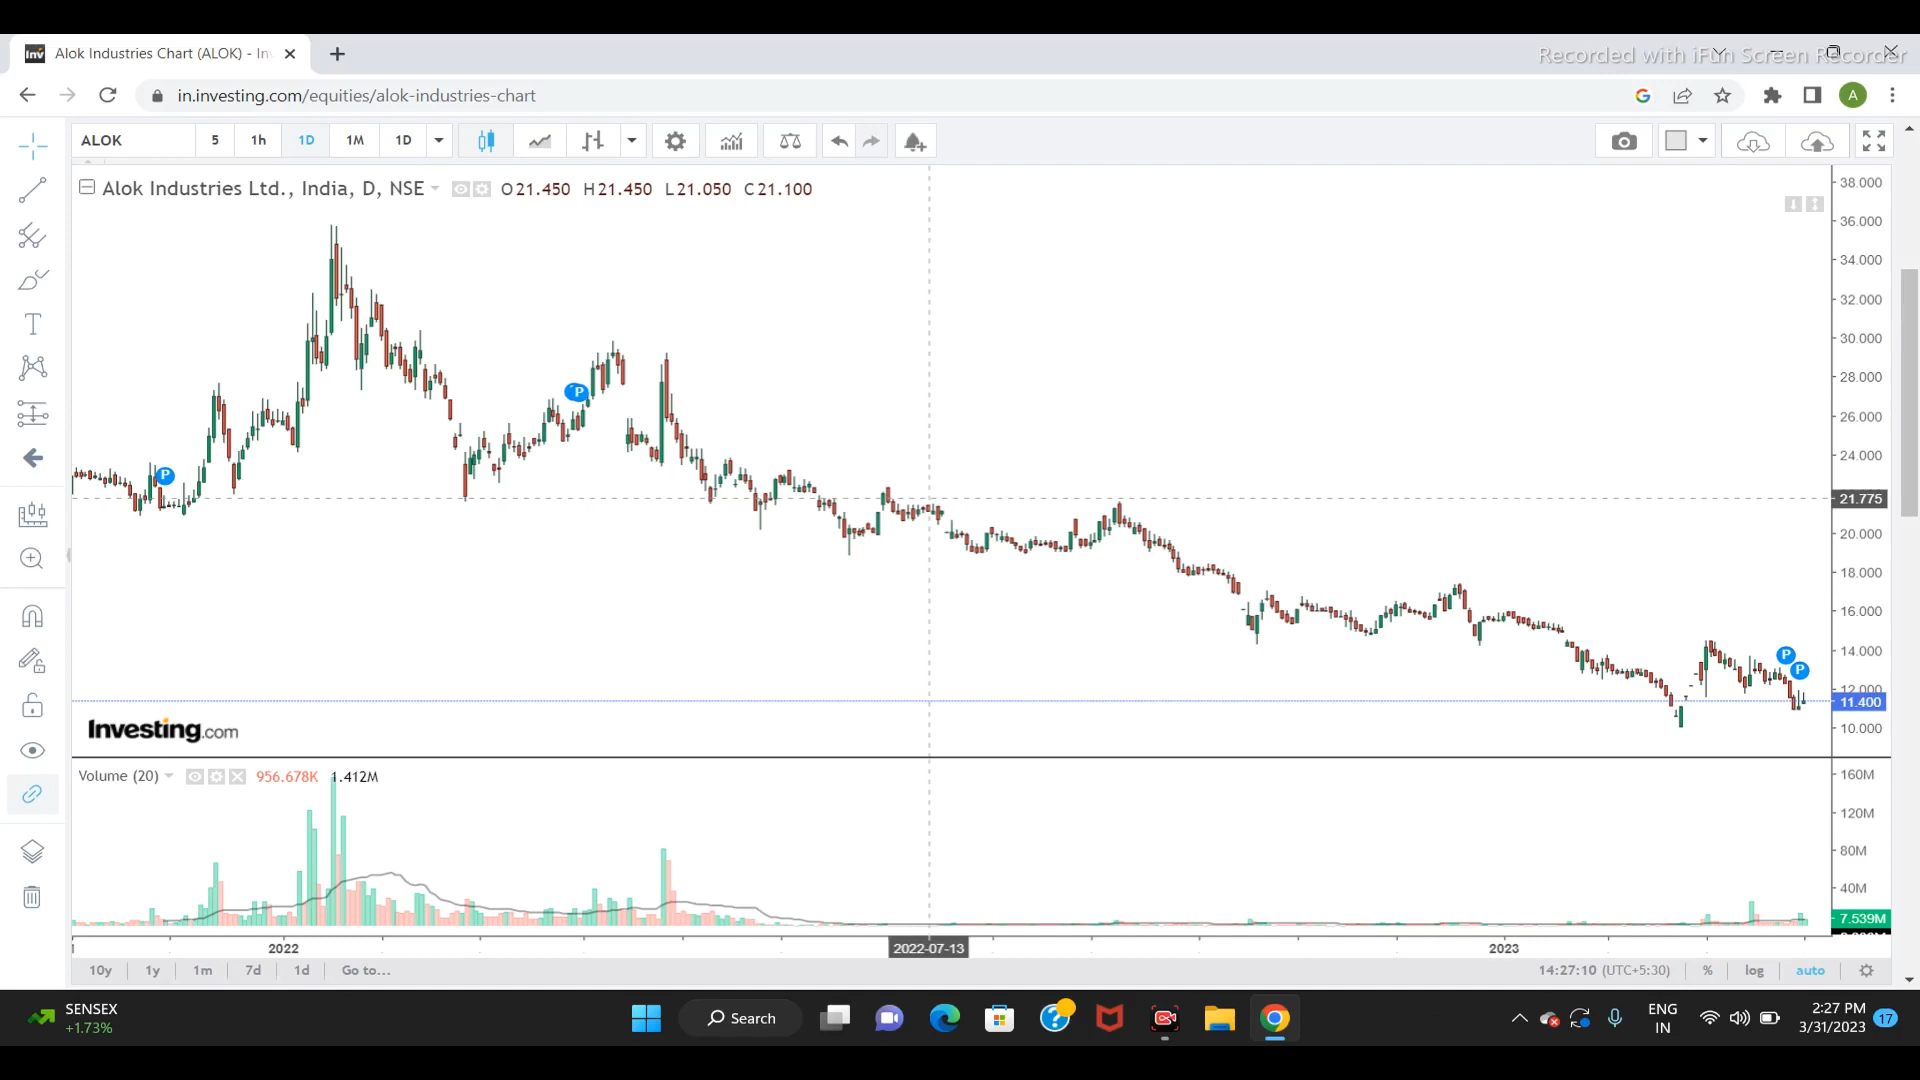 Alok Industries Chart (ALOK) - In
Recorded with iFun Screen Recorder
in.investing.com/equities/alok-industries-chart
A
ALOK 5 1h 1D 1M 1D
Alok Industries Ltd., India, D, NSE O21.450 H21.450 L21.050 C21.100
38.000
36.000
34.000
32.000
30.000
28.000
26.000
24.000
21.775
20.000
18.000
16.000
14.000
12.000
11.400
10.000
P
P
P
P
Investing.com
Volume (20) 956.678K 1.412M
160M
120M
80M
40M
7.539M
2022 2022-07-13 2023
10y 1y 1m 7d 1d Go to... 14:27:10 (UTC+5:30) % log auto
SENSEX
+1.73%
Search
ENG
IN
2:27 PM
3/31/2023
17